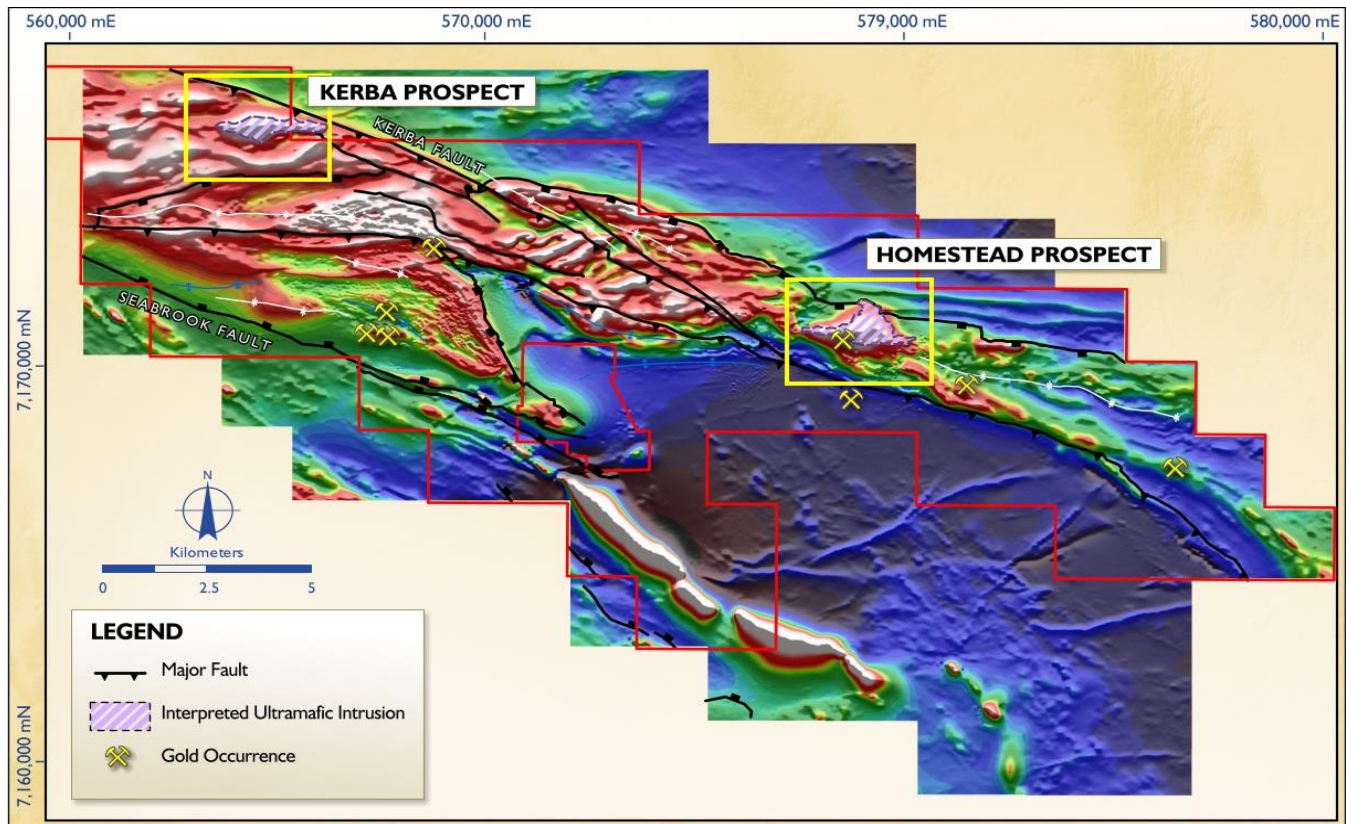 560,000 mE
570,000 mE
579,000 mE
580,000 mE
KERBA PROSPECT
KERBA FAULT
HOMESTEAD PROSPECT
SEABROOK FAULT
7,170,000 mN
N
Kilometers
0 2.5 5
LEGEND
Major Fault
Interpreted Ultramafic Intrusion
Gold Occurrence
7,160,000 mN